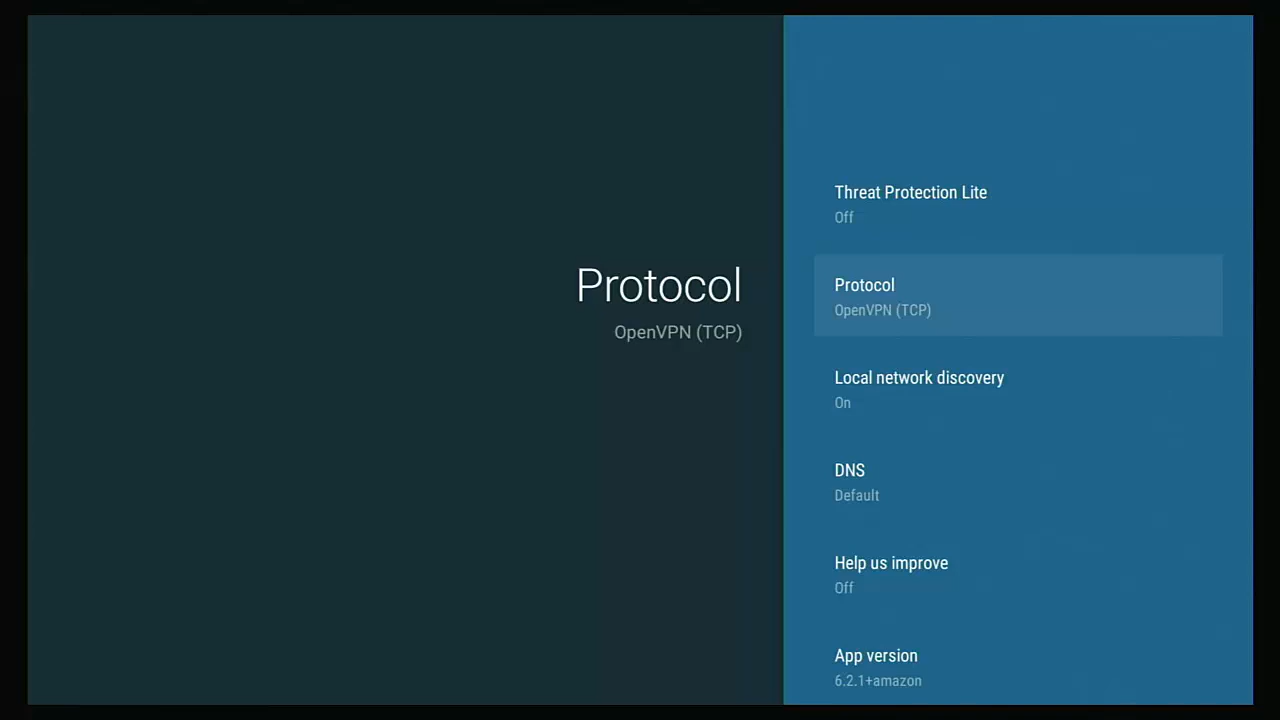 Protocol
OpenVPN (TCP)
Threat Protection Lite
Off
Protocol
OpenVPN (TCP)
Local network discovery
On
DNS
Default
Help us improve
Off
App version
6.2.1+amazon